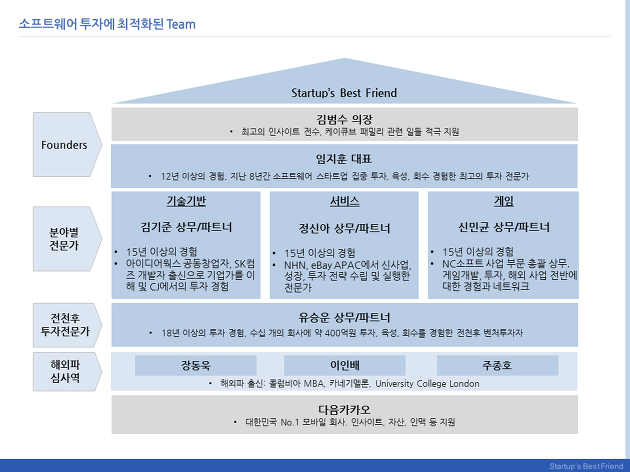 소프트웨어 투자에 최적화된 Team
Startup's Best Friend
Founders
김범수 의장
• 최고의 인사이트 전수, 케이큐브 패밀리 관련 일들 적극 지원
임지훈 대표
• 12년 이상의 경험, 지난 8년간 소프트웨어 스타트업 집중 투자, 육성, 회수 경험한 최고의 투자 전문가
분야별
전문가
기술기반
김기준 상무/파트너
• 15년 이상의 경험
• 아이디어웍스 공동창업자, SK컴
즈 개발자 출신으로 기업가를 이
해 및 CJ에서의 투자 경험
서비스
정신아 상무/파트너
• 15년 이상의 경험
• NHN, eBay APAC에서 신사업,
성장, 투자 전략 수립 및 실행한
전문가
게임
신민균 상무/파트너
• 15년 이상의 경험
• NC소프트 사업 부문 총괄 상무,
게임개발, 투자, 해외 사업 전반에
대한 경험과 네트워크
전천후
투자전문가
유승운 상무/파트너
• 18년 이상의 투자 경험, 수십 개의 회사에 약 400억원 투자, 육성, 회수를 경험한 전천후 벤처투자자
해외파
심사역
장동욱
이인배
주종호
• 해외파 출신: 콜럼비아 MBA, 카네기멜론, University College London
다음카카오
• 대한민국 No.1 모바일 회사, 인사이트, 자산, 인맥 등 지원
Startup's Best Friend